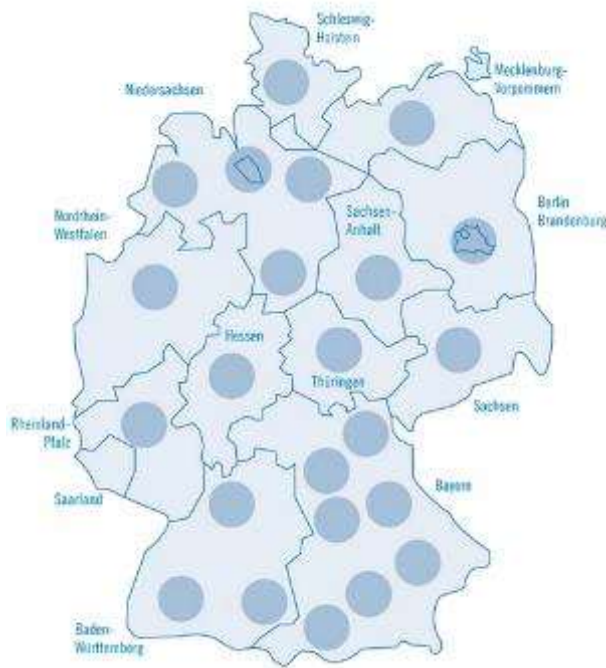 Schleswig-
Holstein
Mecklenburg-
Vorpommern
Niedersachsen
Nordrhein-
Westfalen
Sachsen-
Anhalt
Berlin
Brandenburg
Hessen
Thüringen
Sachsen
Rheinland-
Pfalz
Saarland
Bayern
Baden-
Württemberg